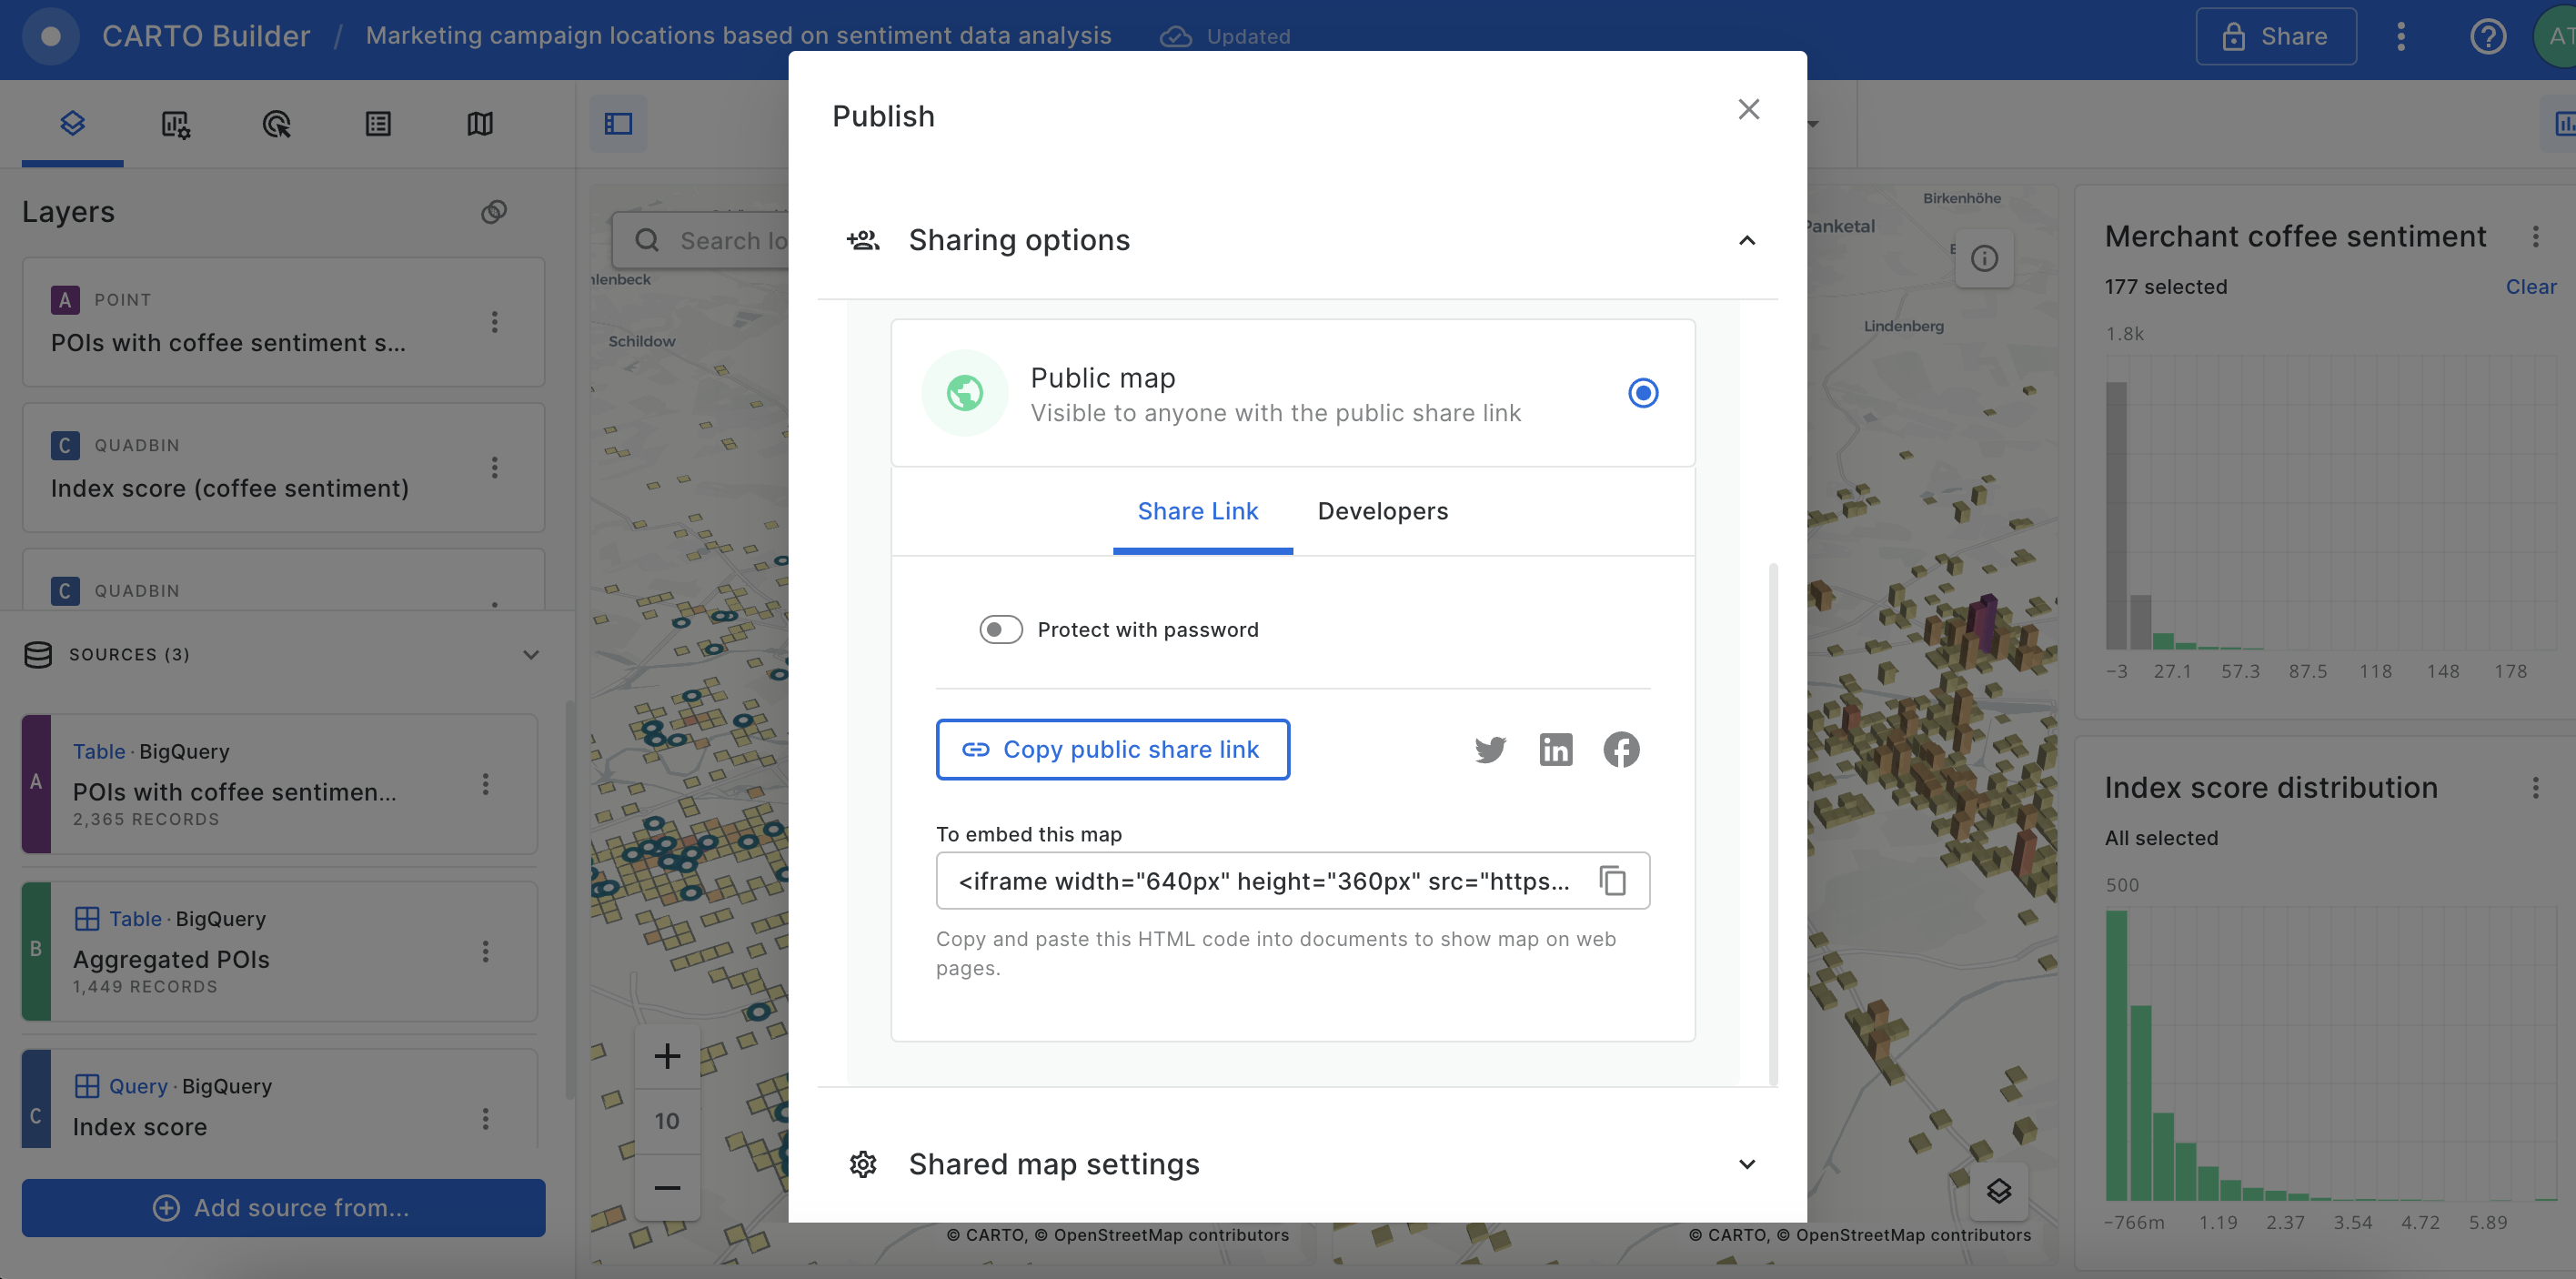 CARTO Builder / Marketing campaign locations based on sentiment data analysis Updated
Share
AT
Layers
A POINT
POIs with coffee sentiment s...
C QUADBIN
Index score (coffee sentiment)
C QUADBIN
SOURCES (3)
A
Table · BigQuery
POIs with coffee sentimen...
2,365 RECORDS
B
Table · BigQuery
Aggregated POIs
1,449 RECORDS
C
Query · BigQuery
Index score
Add source from...
Search lo
hlenbeck
Schildow
10
© CARTO, © OpenStreetMap contributors
Publish
Sharing options
Public map
Visible to anyone with the public share link
Share Link Developers
Protect with password
Copy public share link
To embed this map
<iframe width="640px" height="360px" src="https...
Copy and paste this HTML code into documents to show map on web
pages.
Shared map settings
Birkenhöhe
Panketal
Lindenberg
© CARTO, © OpenStreetMap contributors
Merchant coffee sentiment
177 selected Clear
1.8k
−3 27.1 57.3 87.5 118 148 178
Index score distribution
All selected
500
−766m 1.19 2.37 3.54 4.72 5.89